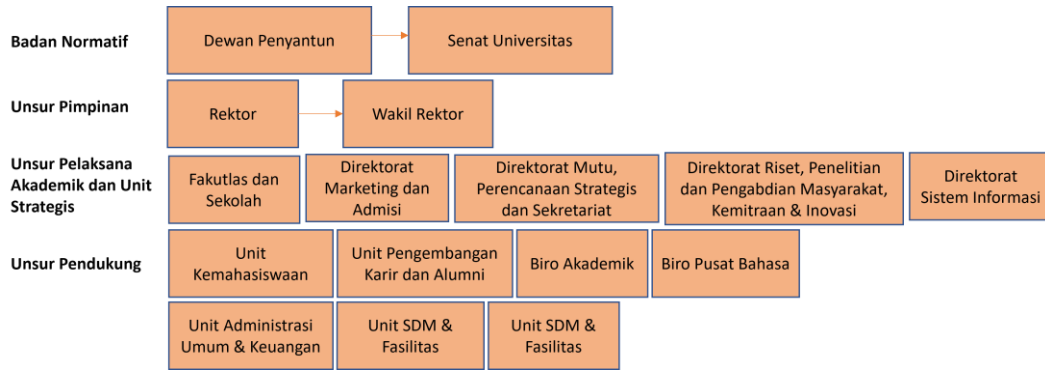 Badan Normatif
Dewan Penyantun
Senat Universitas
Unsur Pimpinan
Rektor
Wakil Rektor
Unsur Pelaksana
Akademik dan Unit
Strategis
Fakutlas dan
Sekolah
Direktorat
Marketing dan
Admisi
Direktorat Mutu,
Perencanaan Strategis
dan Sekretariat
Direktorat Riset, Penelitian
dan Pengabdian Masyarakat,
Kemitraan & Inovasi
Direktorat
Sistem Informasi
Unsur Pendukung
Unit
Kemahasiswaan
Unit Pengembangan
Karir dan Alumni
Biro Akademik
Biro Pusat Bahasa
Unit Administrasi
Umum & Keuangan
Unit SDM &
Fasilitas
Unit SDM &
Fasilitas